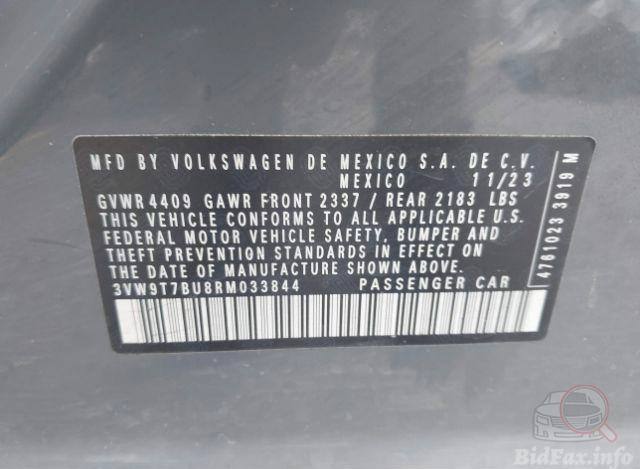 MFD BY VOLKSWAGEN DE MEXICO S.A. DE C.V.
MEXICO 11/23
GVWR 4409 GAWR FRONT 2337 / REAR 2183 LBS
THIS VEHICLE CONFORMS TO ALL APPLICABLE U.S.
FEDERAL MOTOR VEHICLE SAFETY, BUMPER AND
THEFT PREVENTION STANDARDS IN EFFECT ON
THE DATE OF MANUFACTURE SHOWN ABOVE.
3VW9T7BU8RM033844 PASSENGER CAR
4761023 3919 M
BidFax.info